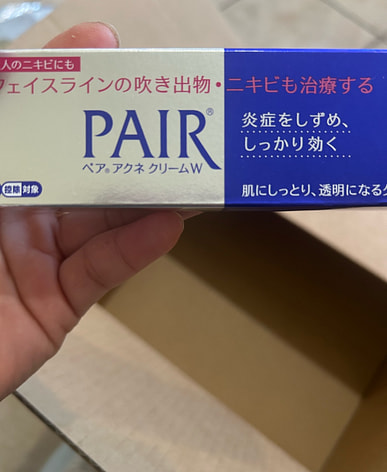 人のニキビにも
フェイスラインの吹き出物・ニキビも治療する
PAIR®
ペア® アクネ クリームW
炎症をしずめ、
しっかり効く
控除 対象
肌にしっとり、透明になる